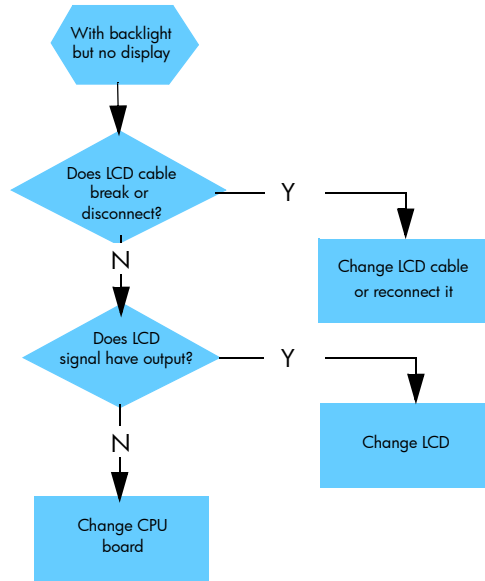 With backlight
but no display
Does LCD cable
break or
disconnect?
Y
N
Change LCD cable
or reconnect it
Does LCD
signal have output?
Y
N
Change LCD
Change CPU
board